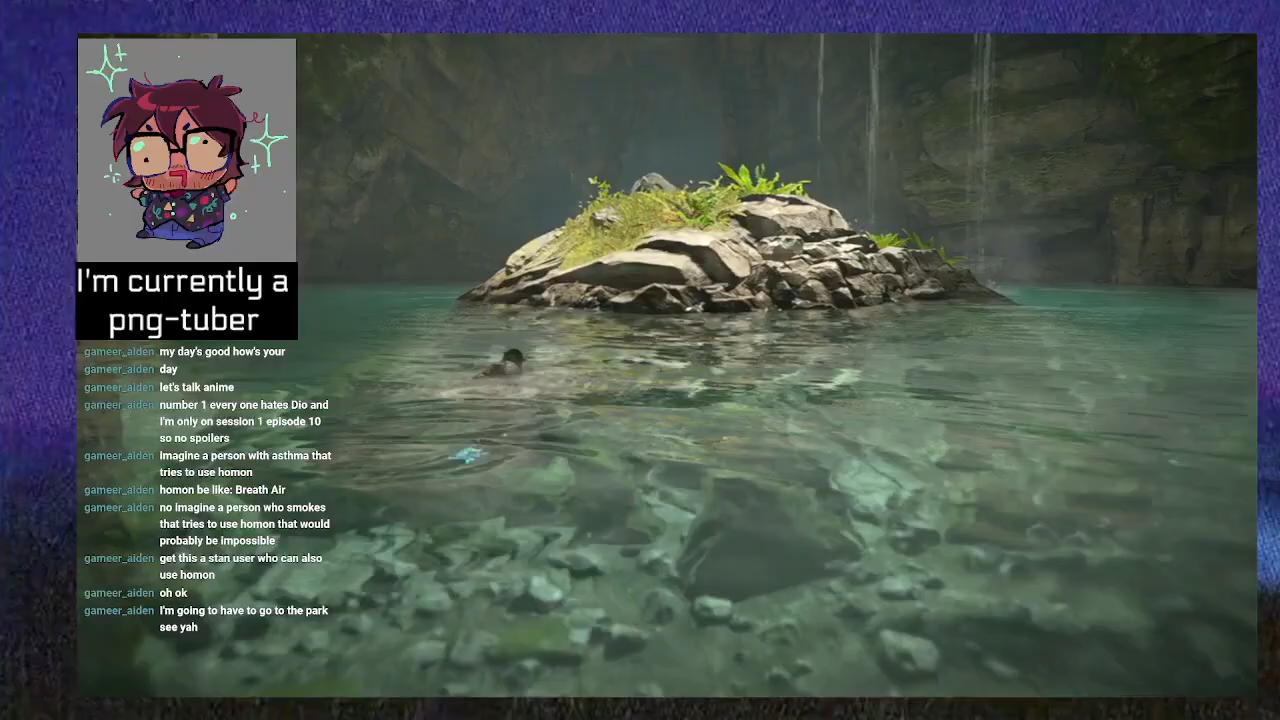 I'm currently a
png-tuber
gameer_aiden my day's good how's your
gameer_aiden day
gameer_aiden let's talk anime
gameer_aiden number 1 every one hates Dio and
I'm only on session 1 episode 10
so no spoilers
gameer_aiden Imagine a person with asthma that
tries to use homon
gameer_aiden homon be like: Breath Air
gameer_aiden no imagine a person who smokes
that tries to use homon that would
probably be impossible
gameer_aiden get this a stan user who can also
use homon
gameer_aiden oh ok
gameer_aiden I'm going to have to go to the park
see yah